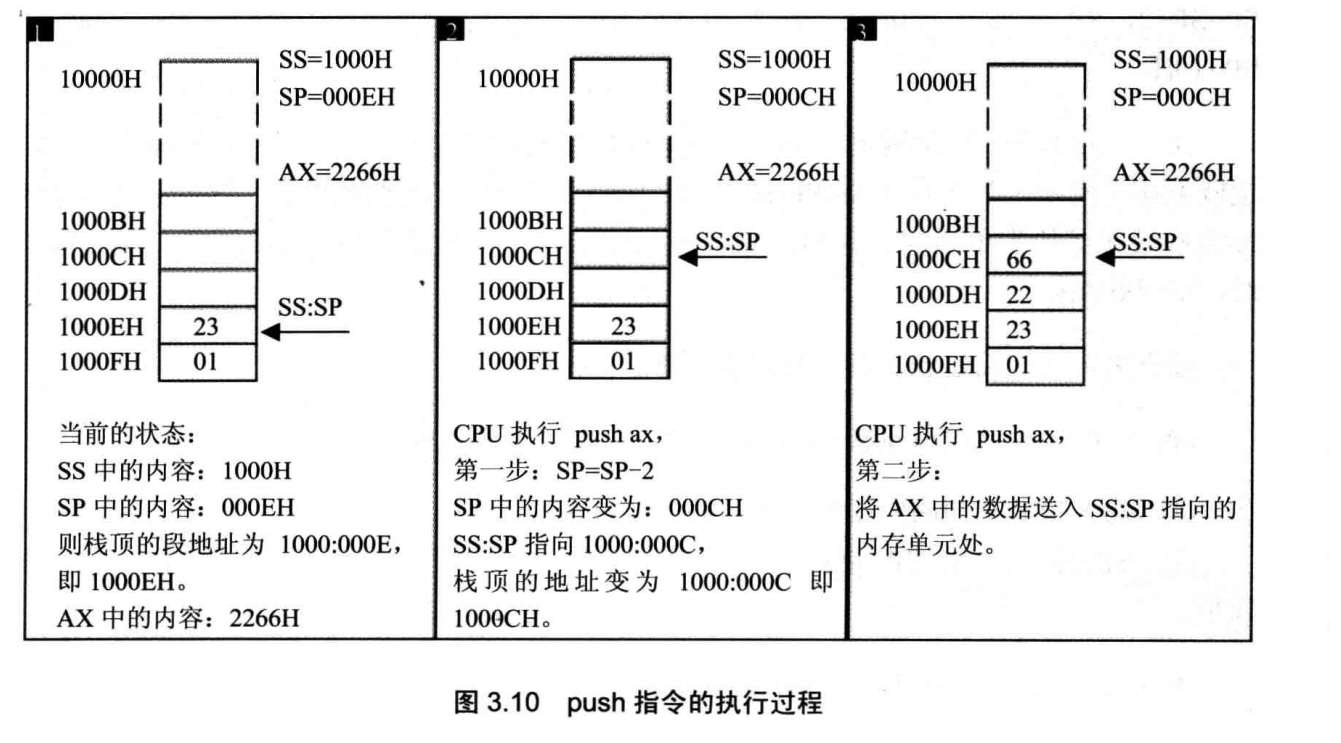 1
SS=1000H
10000H
SP=000EH
AX=2266H
1000BH
1000CH
1000DH
SS:SP
1000EH 23
1000FH 01
当前的状态：
SS 中的内容：1000H
SP 中的内容：000EH
则栈顶的段地址为 1000:000E，
即 1000EH。
AX 中的内容：2266H
2
SS=1000H
10000H
SP=000CH
AX=2266H
1000BH
1000CH SS:SP
1000DH
1000EH 23
1000FH 01
CPU 执行 push ax，
第一步：SP=SP-2
SP 中的内容变为：000CH
SS:SP 指向 1000:000C，
栈顶的地址变为 1000:000C 即
1000CH。
3
SS=1000H
10000H
SP=000CH
AX=2266H
1000BH
1000CH 66 SS:SP
1000DH 22
1000EH 23
1000FH 01
CPU 执行 push ax，
第二步：
将 AX 中的数据送入 SS:SP 指向的
内存单元处。
图 3.10 push 指令的执行过程